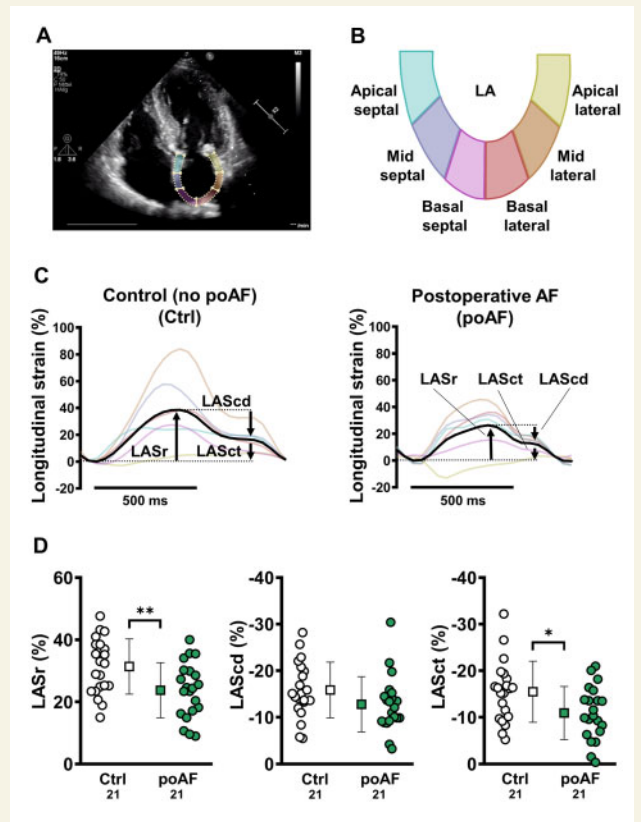 A
B
M3
Apical septal
LA
Apical lateral
Mid septal
Mid lateral
Basal septal
Basal lateral
C
Control (no poAF)
(Ctrl)
Longitudinal strain (%)
100
80
60
40
20
0
-20
LAScd
LASr
LASct
500 ms
Postoperative AF
(poAF)
Longitudinal strain (%)
100
80
60
40
20
0
-20
LASr
LASct
LAScd
500 ms
D
LASr (%)
60
40
20
0
**
Ctrl
21
poAF
21
LAScd (%)
-40
-30
-20
-10
0
Ctrl
21
poAF
21
LASct (%)
-40
-30
-20
-10
0
*
Ctrl
21
poAF
21